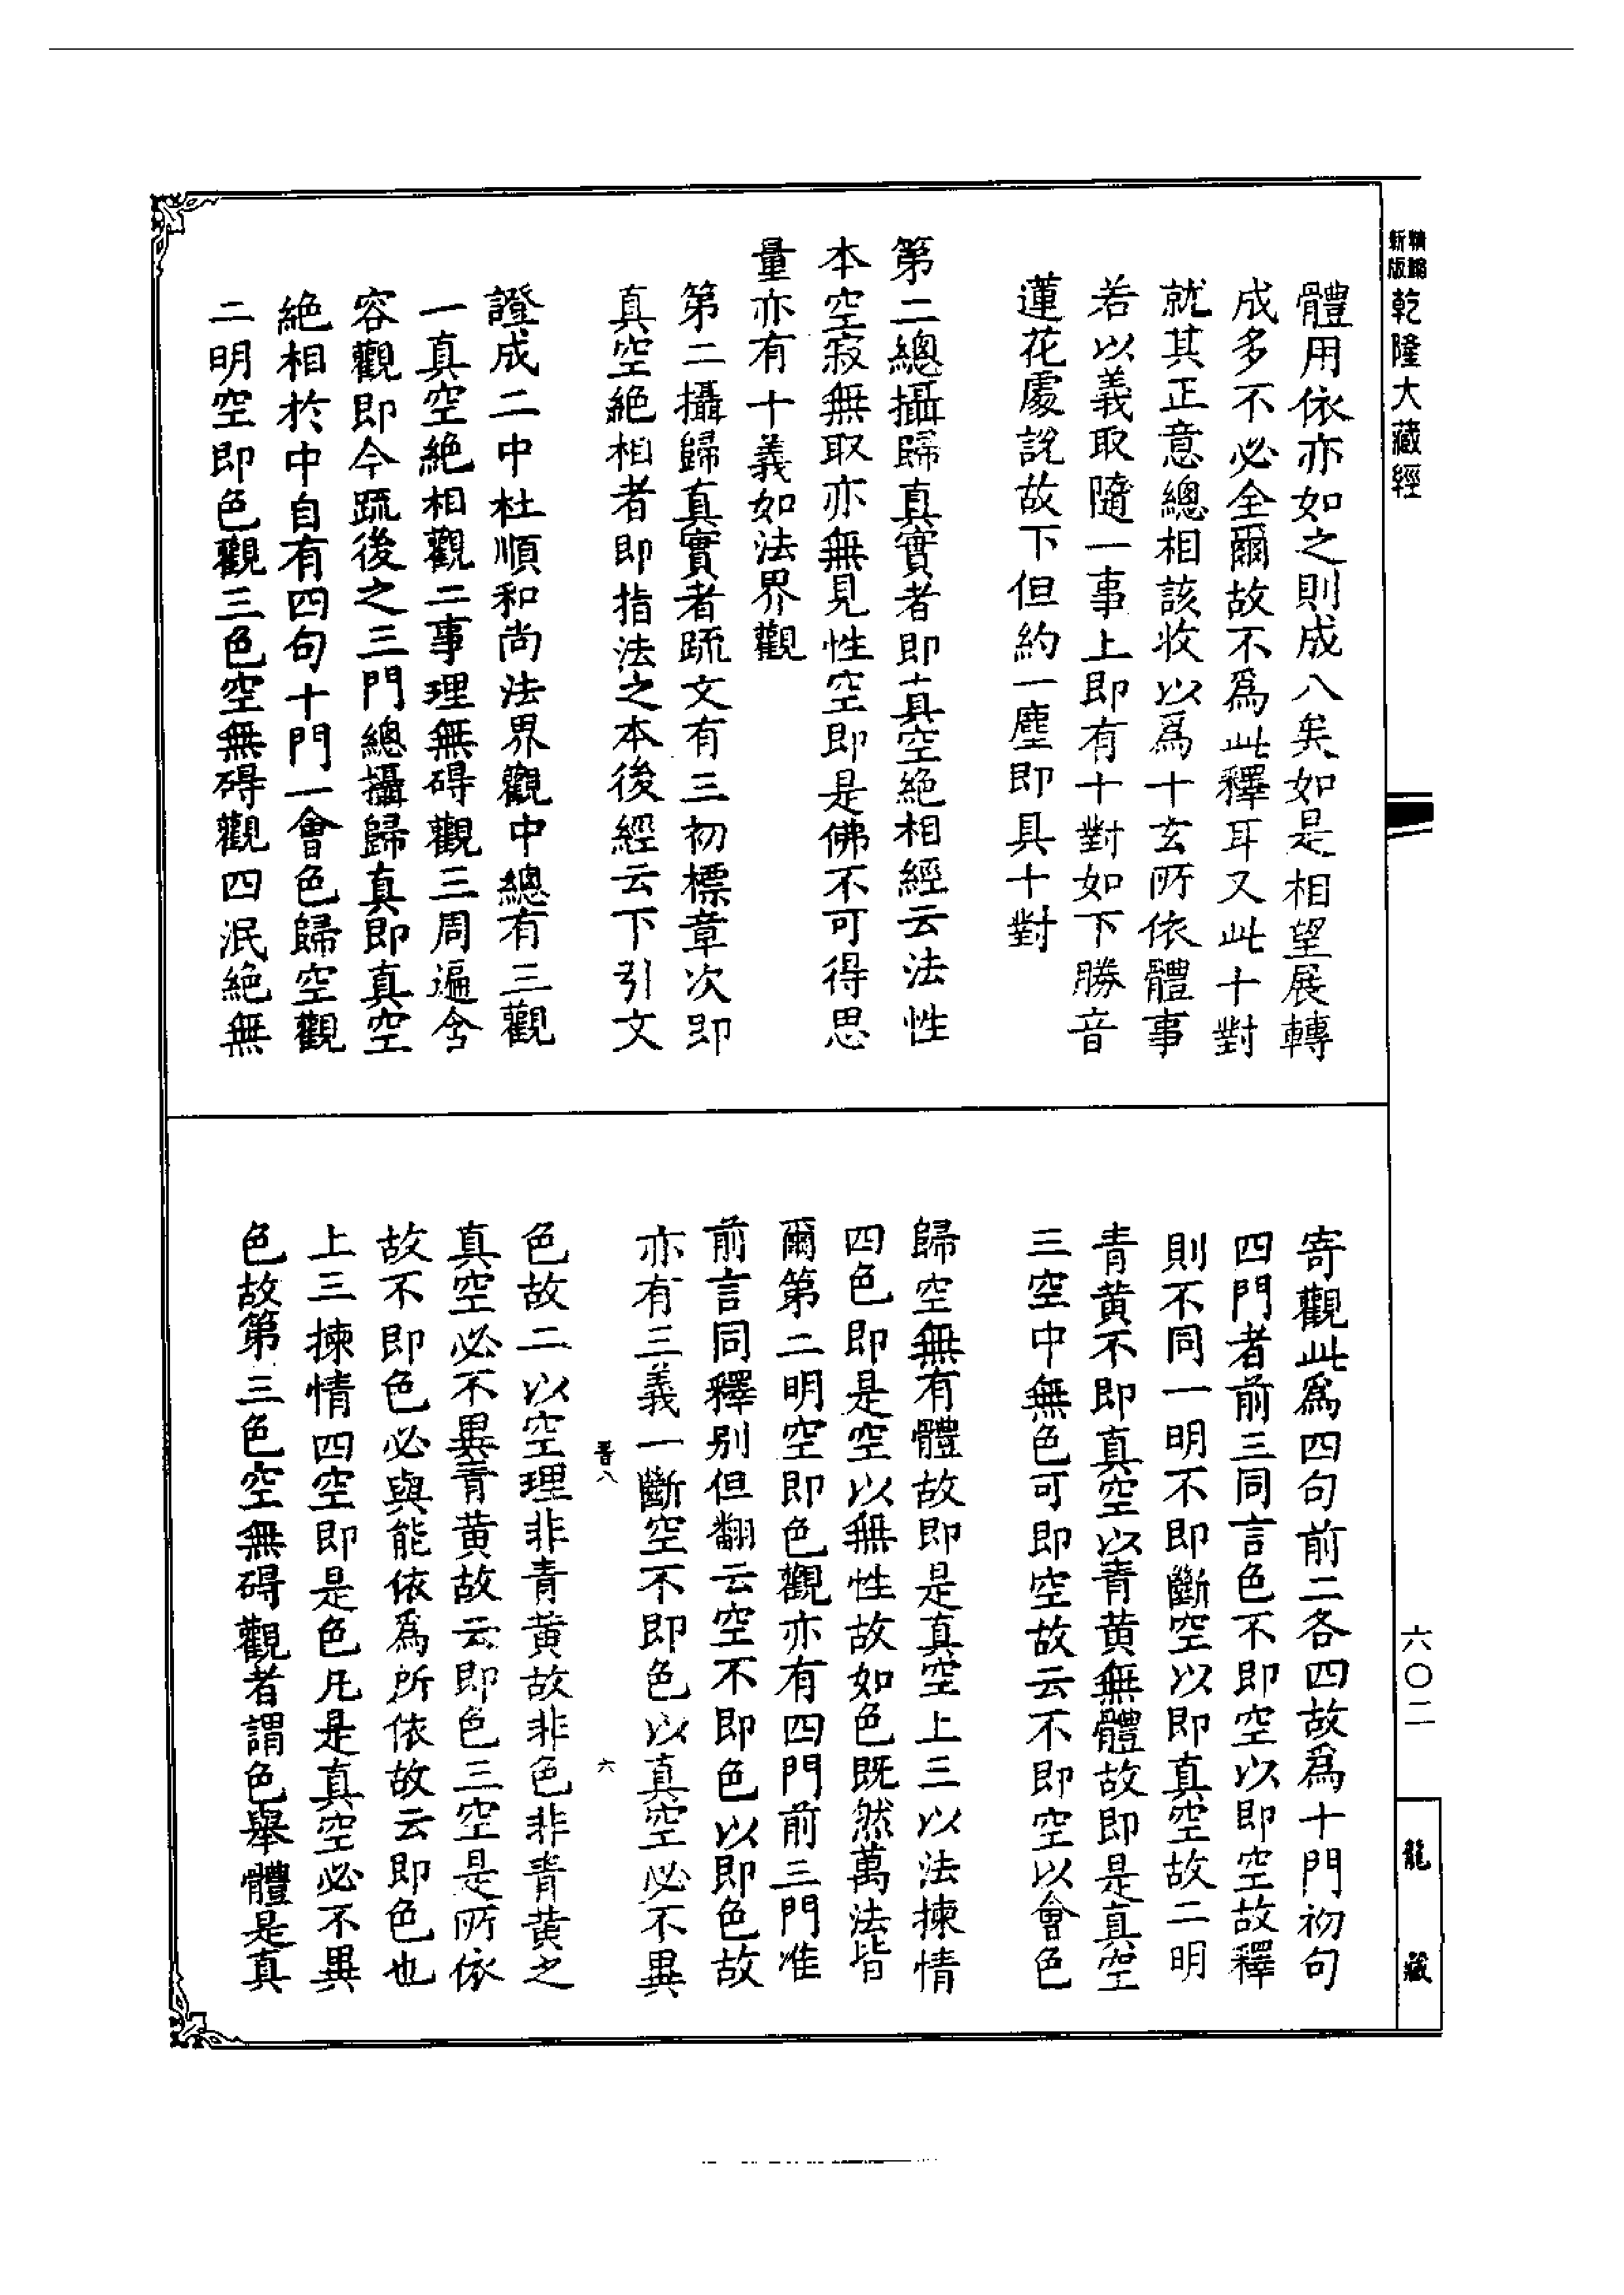 新版 精縮 乾隆大藏經
體用依亦如之則成八矣如是相望展轉
成多不必全爾故不爲此釋耳又此十對
就其正意總相該收以爲十玄所依體事
若以義取隨一事上即有十對如下勝音
蓮花處說故下但約一塵即具十對
第二總攝歸真實者即真空絕相經云法性
本空寂無取亦無見性空即是佛不可得思
量亦有十義如法界觀
第二攝歸真實者疏文有三初標章次即
真空絕相者即指法之本後經云下引文
證成二中杜順和尚法界觀中總有三觀
一真空絕相觀二事理無碍觀三周遍含
容觀即今疏後之三門總攝歸真即真空
絕相於中自有四句十門一會色歸空觀
二明空即色觀三色空無碍觀四泯絕無
六〇二
龍藏
寄觀此爲四句前二各四故爲十門初句
四門者前三同言色不即空以即空故釋
則不同一明不即斷空以即真空故二明
青黃不即真空以青黃無體故即是真空
三空中無色可即空故云不即空以會色
歸空無有體故即是真空上三以法揀情
四色即是空以無性故如色既然萬法皆
爾第二明空即色觀亦有四門前三門准
前言同釋別但翻云空不即色以即色故
亦有三義一斷空不即色以真空必不異
六
色故二以空理非青黃故非色非青黃之
真空必不異青黃故云即色三空是所依
故不即色必與能依爲所依故云即色也
上三揀情四空即是色凡是真空必不異
色故第三色空無碍觀者謂色舉體是真